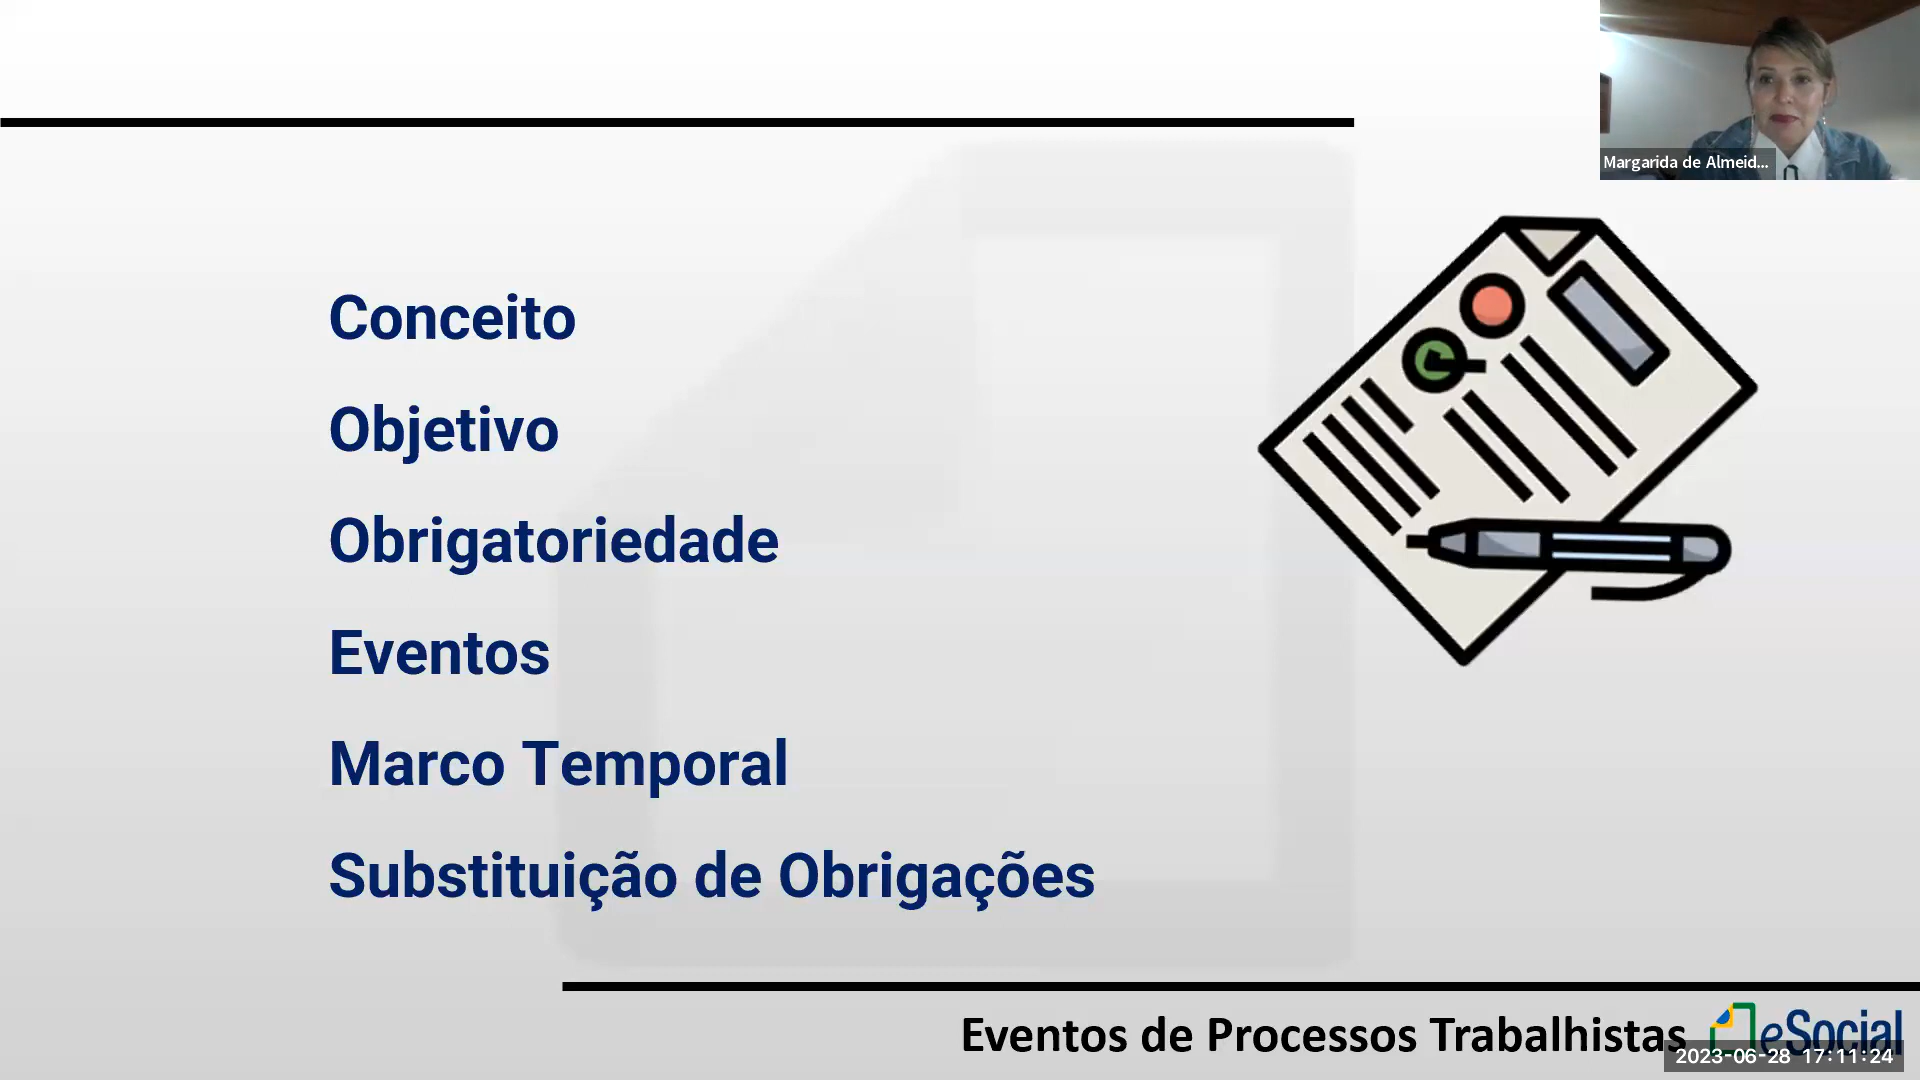 Margarida de Almeid...
Conceito
Objetivo
Obrigatoriedade
Eventos
Marco Temporal
Substituição de Obrigações
Eventos de Processos Trabalhistas
eSocial
2023-06-28 17:11:24